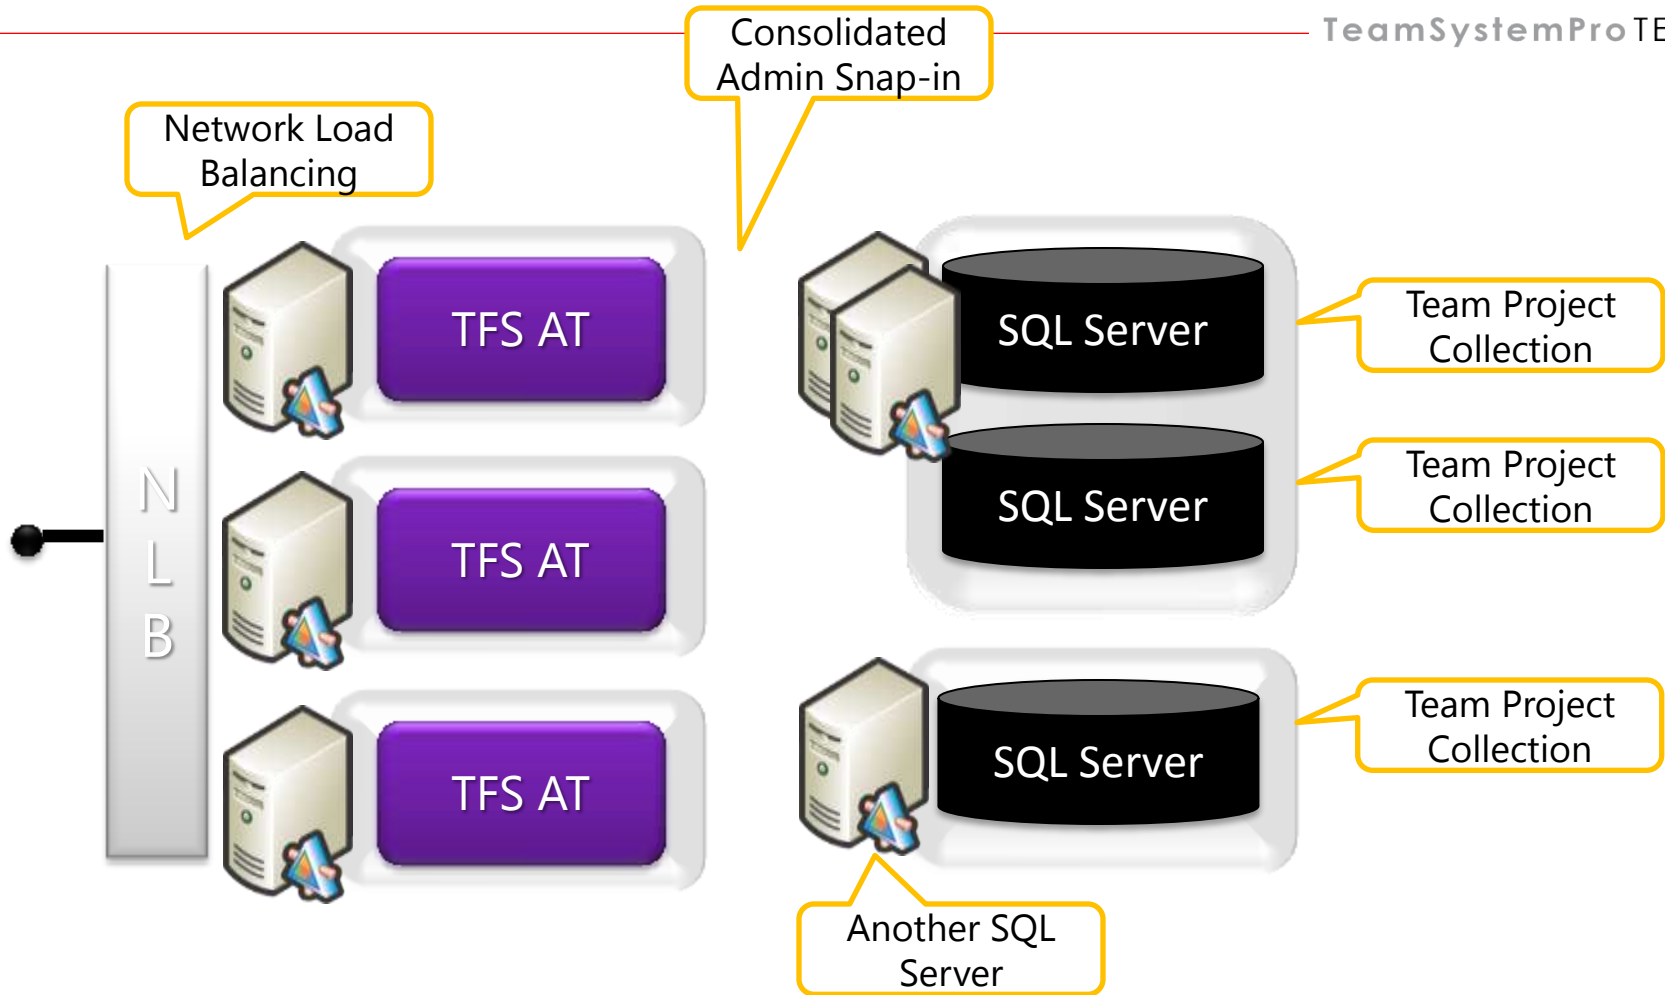 TeamSystemPro TE
Consolidated
Admin Snap-in
Network Load
Balancing
N
L
B
TFS AT
TFS AT
TFS AT
SQL Server
SQL Server
SQL Server
Team Project
Collection
Team Project
Collection
Team Project
Collection
Another SQL
Server